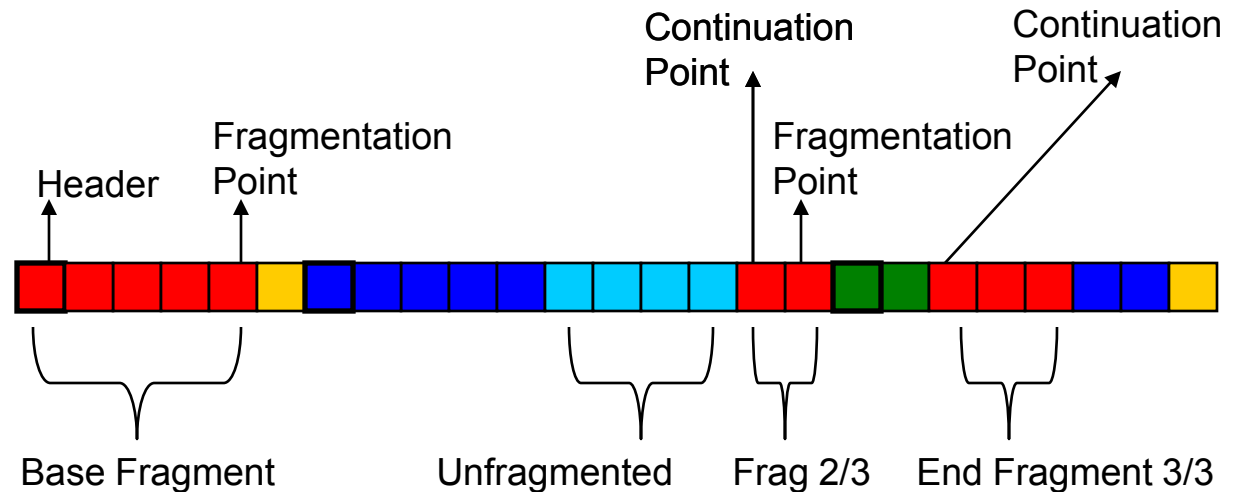 Continuation
Point
Continuation
Point
Fragmentation
Point
Fragmentation
Point
Header
Base Fragment
Unfragmented
Frag 2/3
End Fragment 3/3